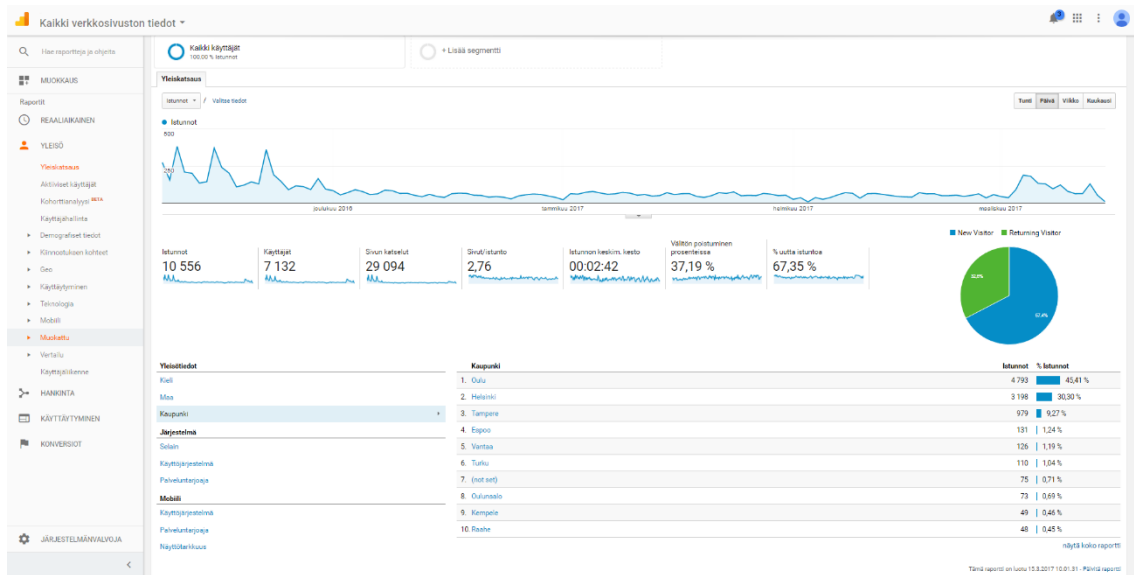 Kaikki verkkosivuston tiedot
3
Hae raportteja ja ohjeita
Kaikki käyttäjät
100,00 % Istunnot
+ Lisää segmentti
MUOKKAUS
Raportit
REAALIAIKAINEN
YLEISÖ
Yleiskatsaus
Aktiiviset käyttäjät
Kohorttianalyysi BETA
Käyttäjähallinta
Demografiset tiedot
Kiinnostuksen kohteet
Geo
Käyttäytyminen
Teknologia
Mobiili
Muokattu
Vertailu
Käyttäjäliikenne
HANKINTA
KÄYTTÄYTYMINEN
KONVERSIOT
JÄRJESTELMÄNVALVOJA
Yleiskatsaus
Istunnot / Valitse tiedot
Tunti Päivä Viikko Kuukausi
Istunnot
500
250
joulukuu 2016 tammikuu 2017 helmikuu 2017 maaliskuu 2017
New Visitor Returning Visitor
Istunnot
10 556
Käyttäjät
7 132
Sivun katselut
29 094
Sivut/istunto
2,76
Istunnon keskim. kesto
00:02:42
Välitön poistuminen
prosenteissa
37,19 %
% uutta istuntoa
67,35 %
67.4%
Yleisötiedot
Kieli
Maa
Kaupunki
Järjestelmä
Selain
Käyttöjärjestelmä
Palveluntarjoaja
Mobiili
Käyttöjärjestelmä
Palveluntarjoaja
Näyttötarkkuus
Kaupunki Istunnot % Istunnot
1. Oulu 4 793 45,41 %
2. Helsinki 3 198 30,30 %
3. Tampere 979 9,27 %
4. Espoo 131 1,24 %
5. Vantaa 126 1,19 %
6. Turku 110 1,04 %
7. (not set) 75 0,71 %
8. Oulunsalo 73 0,69 %
9. Kempele 49 0,46 %
10. Raahe 48 0,45 %
näytä koko raportti
Tämä raportti on luotu 15.3.2017 10.01.31 - Päivitä raportti